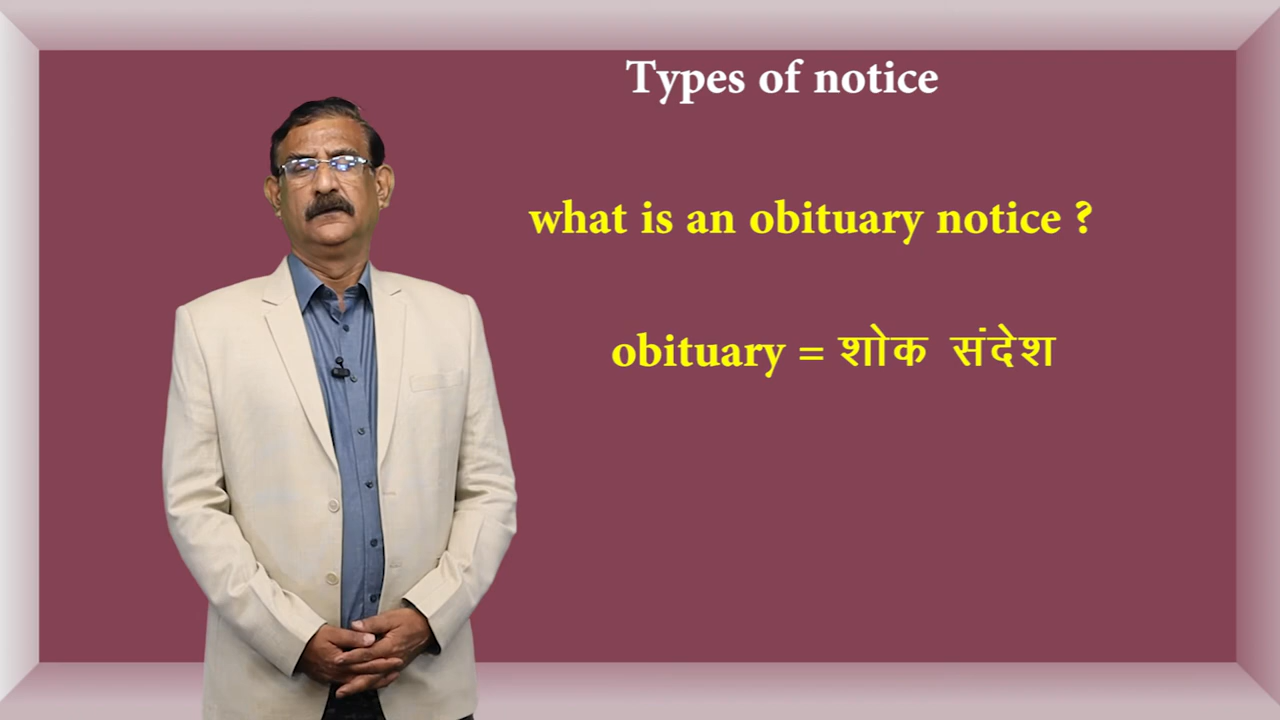 Types of notice
what is an obituary notice ?
obituary = शोक संदेश